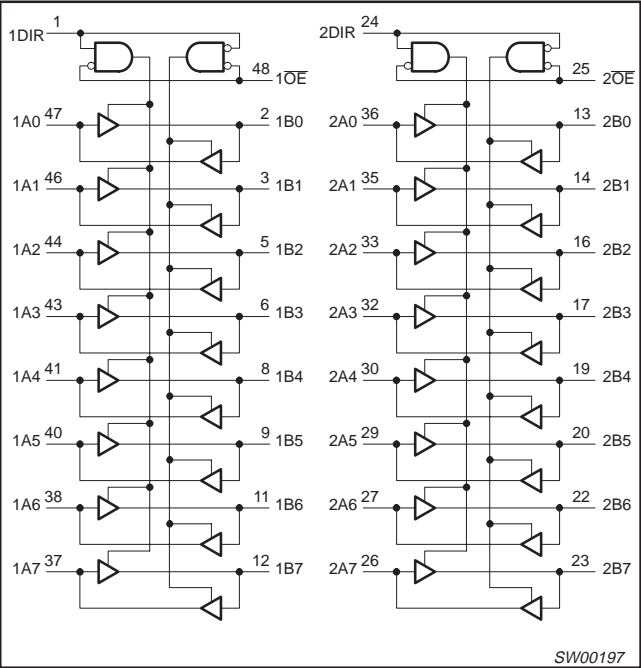 1DIR 1 2DIR 24
48 1OE 25 2OE
1A0 47 2 1B0 2A0 36 13 2B0
1A1 46 3 1B1 2A1 35 14 2B1
1A2 44 5 1B2 2A2 33 16 2B2
1A3 43 6 1B3 2A3 32 17 2B3
1A4 41 8 1B4 2A4 30 19 2B4
1A5 40 9 1B5 2A5 29 20 2B5
1A6 38 11 1B6 2A6 27 22 2B6
1A7 37 12 1B7 2A7 26 23 2B7
SW00197